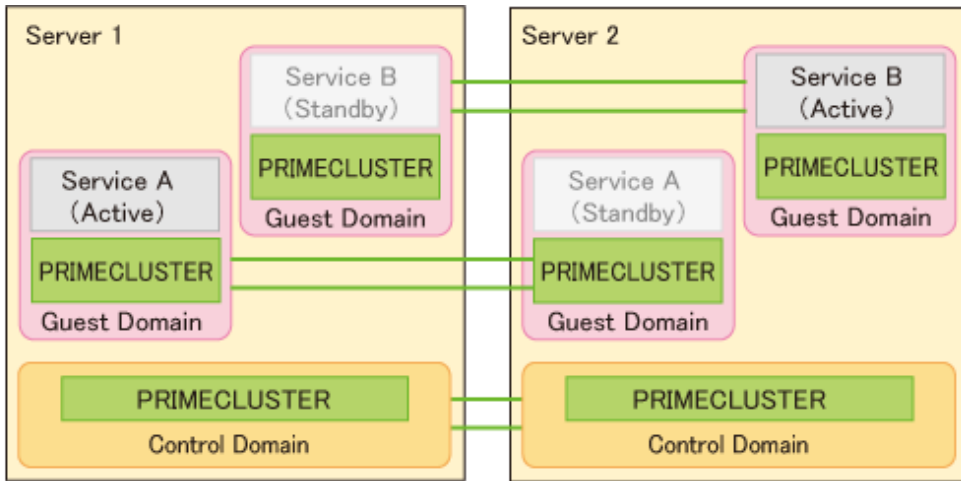 Server 1
Service B
(Standby)
PRIMECLUSTER
Guest Domain
Service A
(Active)
PRIMECLUSTER
Guest Domain
PRIMECLUSTER
Control Domain
Server 2
Service B
(Active)
PRIMECLUSTER
Guest Domain
Service A
(Standby)
PRIMECLUSTER
Guest Domain
PRIMECLUSTER
Control Domain